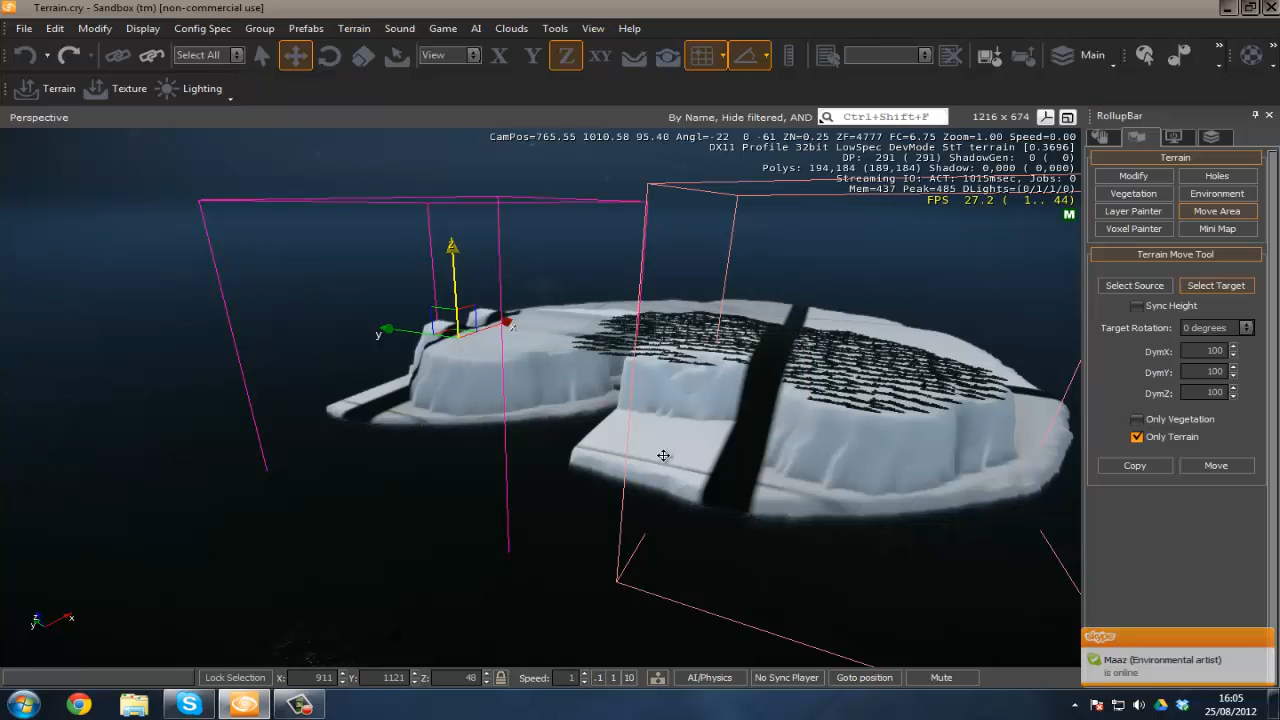 Terrain.cry - Sandbox (tm) [non-commercial use]
File Edit Modify Display Config Spec Group Prefabs Terrain Sound Game AI Clouds Tools View Help
Select All View X Y Z XY Main
Terrain Texture Lighting
Perspective By Name, Hide filtered, AND Ctrl+Shift+F 1216 x 674
CamPos=765.55 1010.58 95.40 Angl=-22 0 -61 ZN=0.25 ZF=4777 FC=6.75 Zoom=1.00 Speed=0.00
DX11 Profile 32bit LowSpec DevMode StT terrain [0.3696]
DP: 291 ( 291) ShadowGen: 0 ( 0)
Polys: 194,184 (189,184) Shadow: 0,000 ( 0,000)
Streaming IO: ACT: 1015msec, Jobs: 0
Mem=437 Peak=485 DLights=(0/1/1/0)
FPS 27.2 ( 1.. 44)
M
z
y
x
z
y x
RollupBar
Terrain
Modify Holes
Vegetation Environment
Layer Painter Move Area
Voxel Painter Mini Map
Terrain Move Tool
Select Source Select Target
Sync Height
Target Rotation: 0 degrees
DymX: 100
DymY: 100
DymZ: 100
Only Vegetation
Only Terrain
Copy Move
skype
Maaz (Environmental artist)
is online
Lock Selection X: 911 Y: 1121 Z: 48 Speed: 1 .1 1 10 AI/Physics No Sync Player Goto position Mute
16:05
25/08/2012